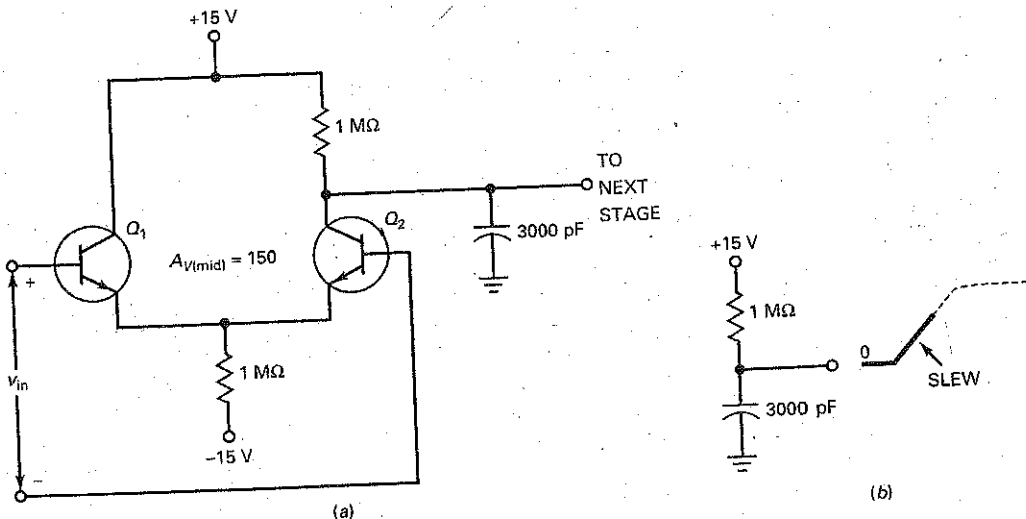 +15 V
1 MΩ
TO
NEXT
STAGE
3000 pF
Q1
Q2
AV(mid) = 150
+
vin
–
1 MΩ
–15 V
(a)
+15 V
1 MΩ
0
SLEW
3000 pF
(b)